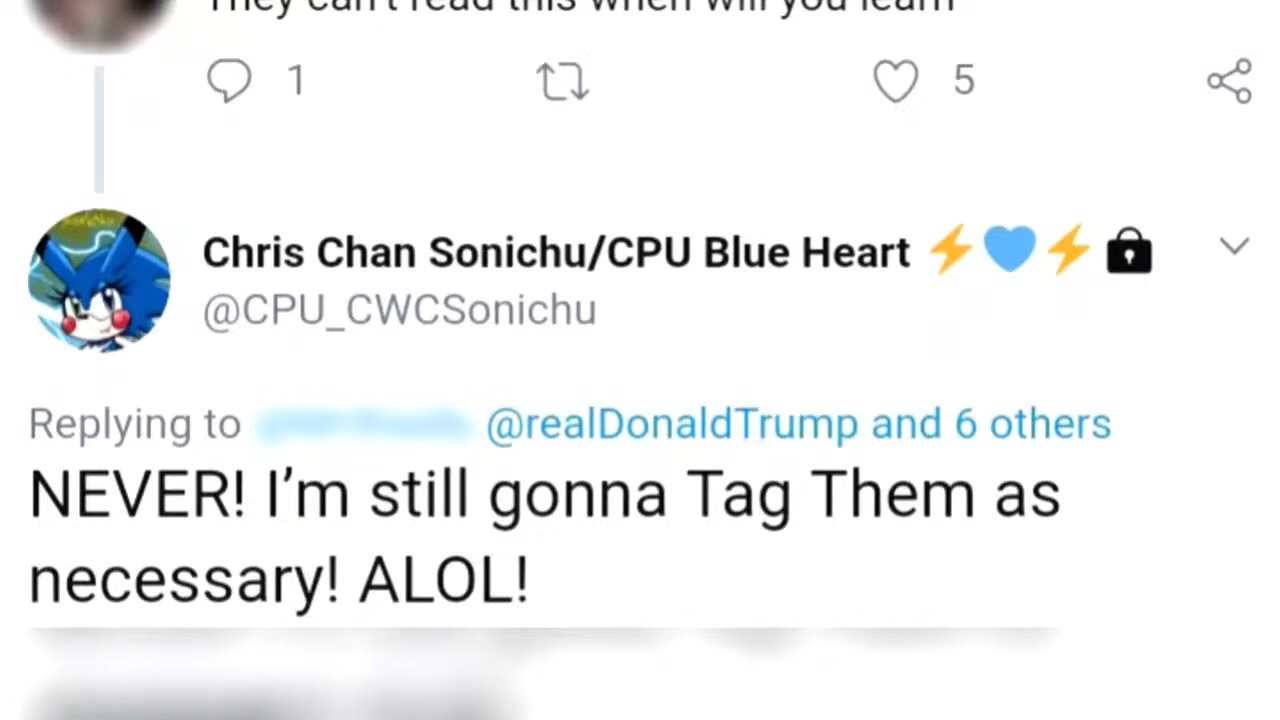 They can't read this when will you learn
1 5
Chris Chan Sonichu/CPU Blue Heart ⚡💙⚡🔒
@CPU_CWCSonichu
Replying to @realDonaldTrump and 6 others
NEVER! I’m still gonna Tag Them as
necessary! ALOL!